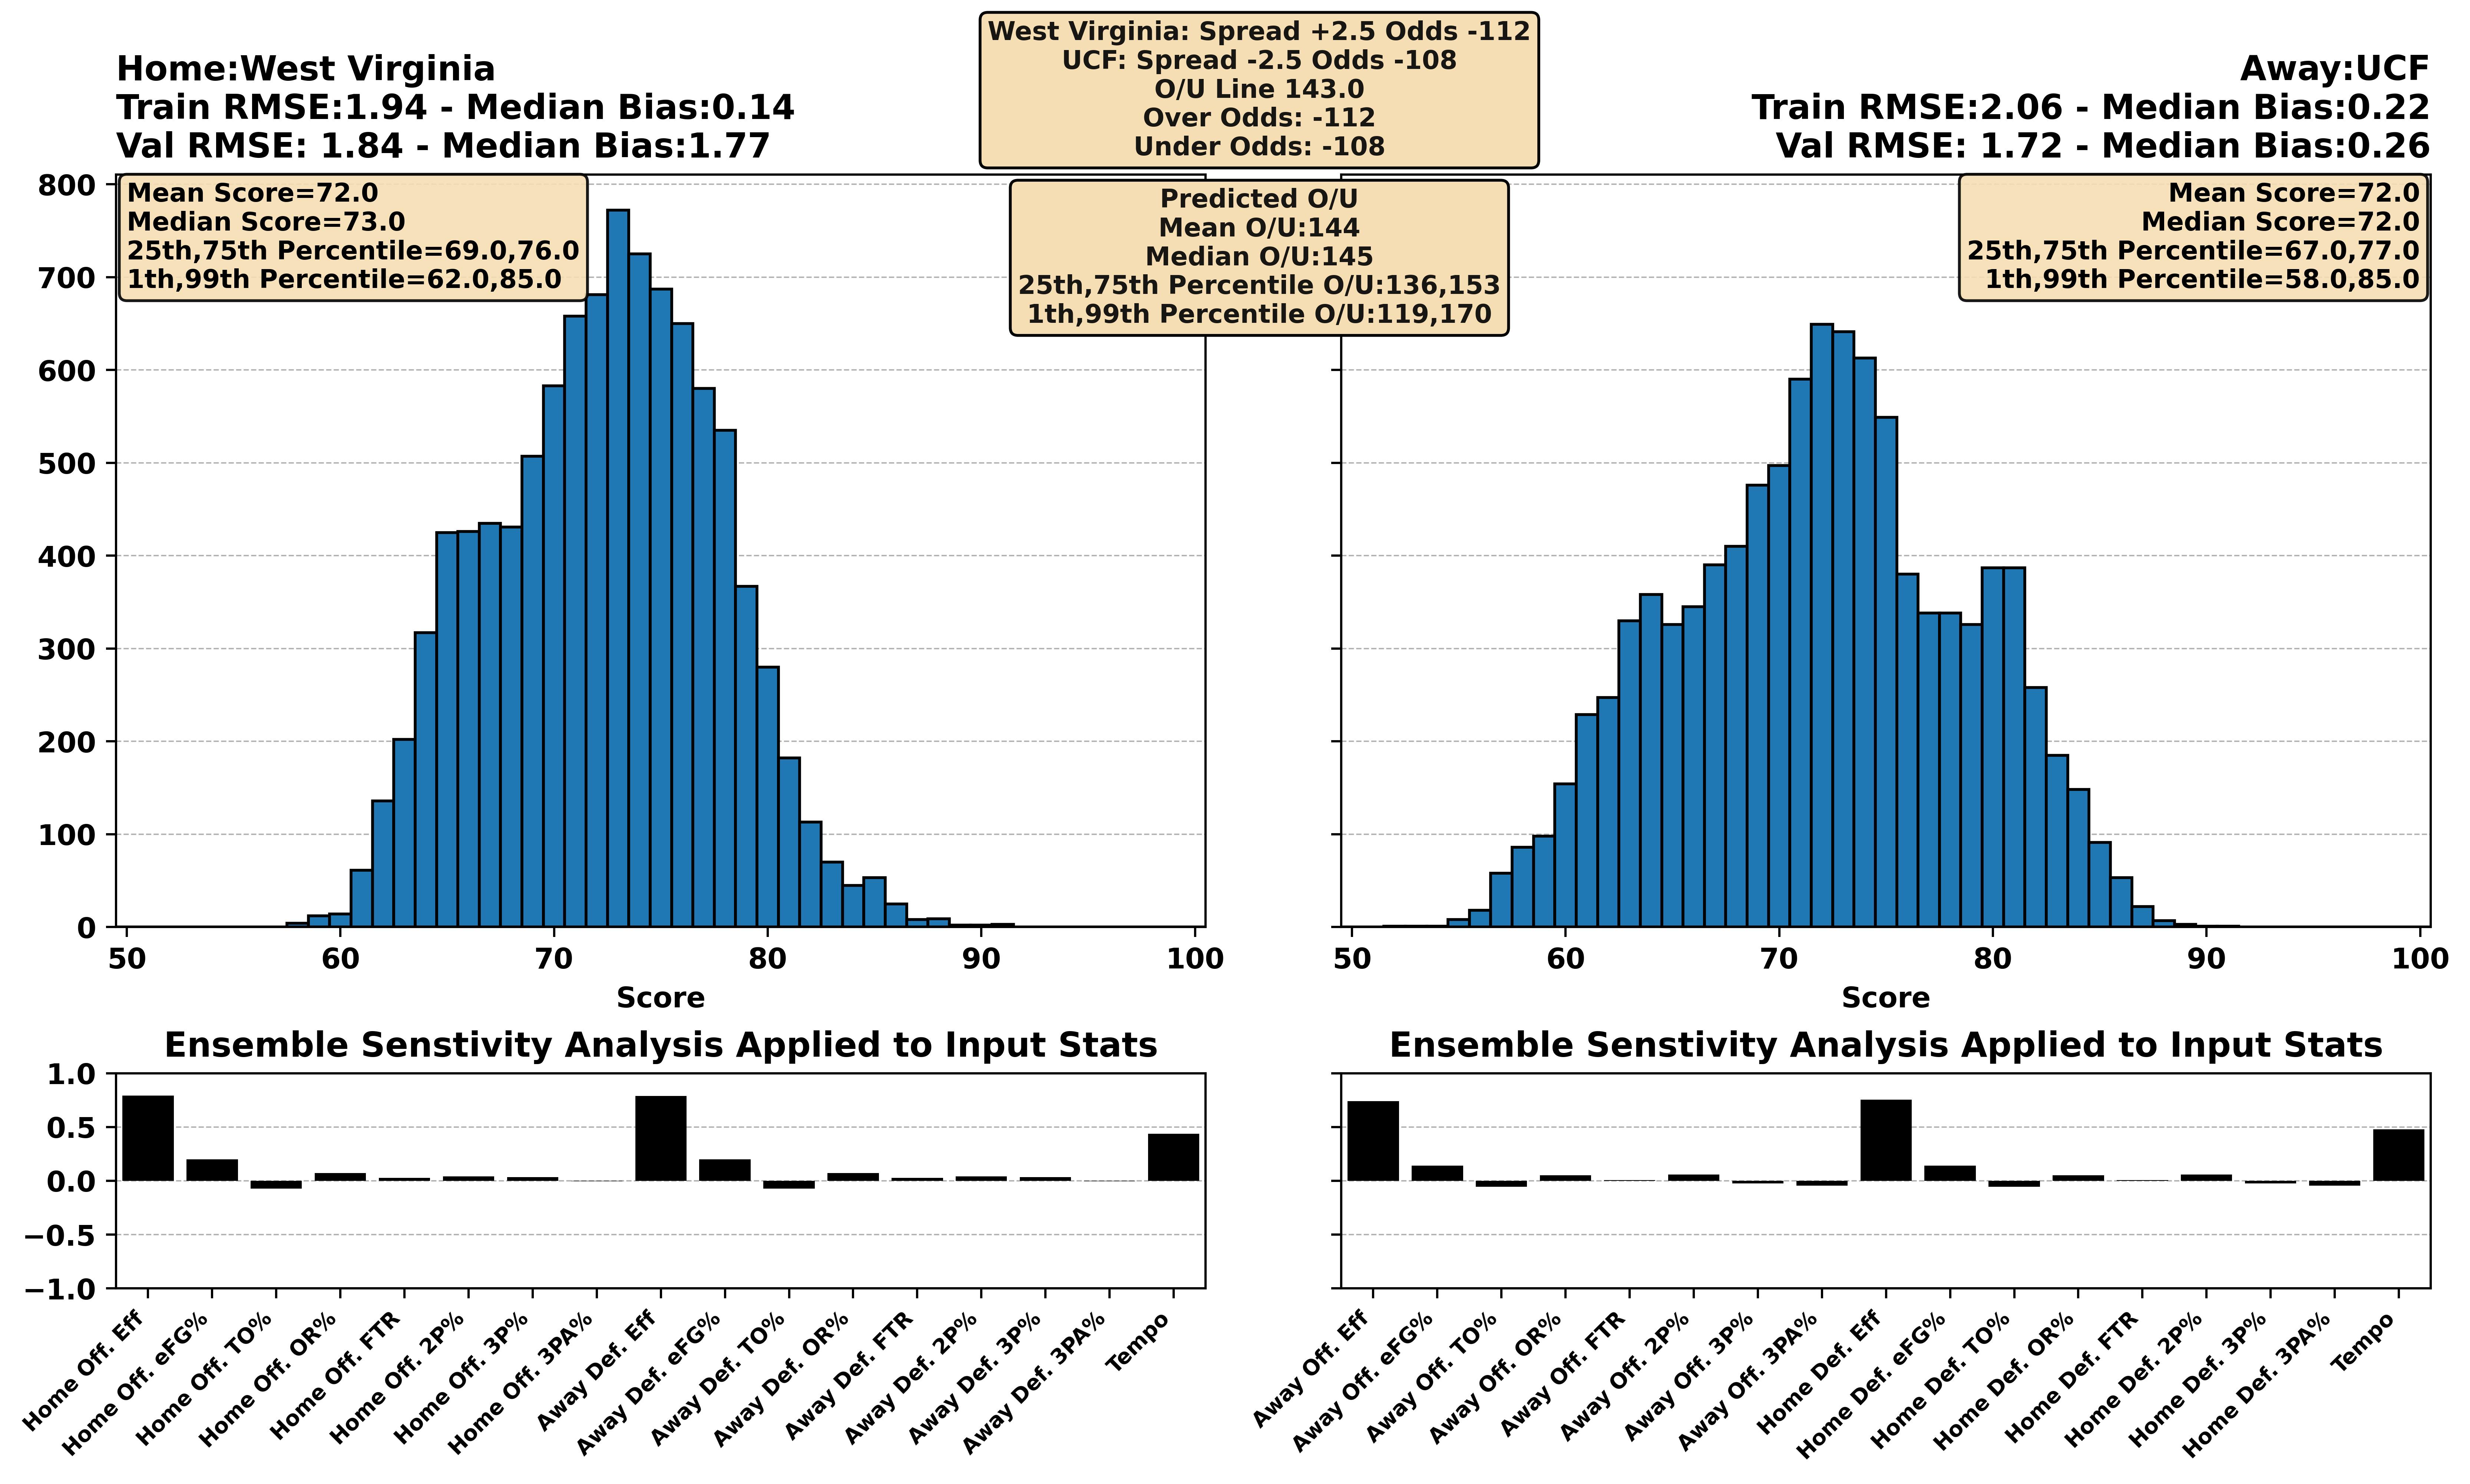 West Virginia: Spread +2.5 Odds -112
UCF: Spread -2.5 Odds -108
O/U Line 143.0
Over Odds: -112
Under Odds: -108
Home:West Virginia
Train RMSE:1.94 - Median Bias:0.14
Val RMSE: 1.84 - Median Bias:1.77
Away:UCF
Train RMSE:2.06 - Median Bias:0.22
Val RMSE: 1.72 - Median Bias:0.26
Mean Score=72.0
Median Score=73.0
25th,75th Percentile=69.0,76.0
1th,99th Percentile=62.0,85.0
Predicted O/U
Mean O/U:144
Median O/U:145
25th,75th Percentile O/U:136,153
1th,99th Percentile O/U:119,170
Mean Score=72.0
Median Score=72.0
25th,75th Percentile=67.0,77.0
1th,99th Percentile=58.0,85.0
800
700
600
500
400
300
200
100
0
50 60 70 80 90 100
Score
50 60 70 80 90 100
Score
Ensemble Senstivity Analysis Applied to Input Stats
1.0
0.5
0.0
−0.5
−1.0
Home Off. Eff
Home Off. eFG%
Home Off. TO%
Home Off. OR%
Home Off. FTR
Home Off. 2P%
Home Off. 3P%
Home Off. 3PA%
Away Def. Eff
Away Def. eFG%
Away Def. TO%
Away Def. OR%
Away Def. FTR
Away Def. 2P%
Away Def. 3P%
Away Def. 3PA%
Tempo
Ensemble Senstivity Analysis Applied to Input Stats
Away Off. Eff
Away Off. eFG%
Away Off. TO%
Away Off. OR%
Away Off. FTR
Away Off. 2P%
Away Off. 3P%
Away Off. 3PA%
Home Def. Eff
Home Def. eFG%
Home Def. TO%
Home Def. OR%
Home Def. FTR
Home Def. 2P%
Home Def. 3P%
Home Def. 3PA%
Tempo